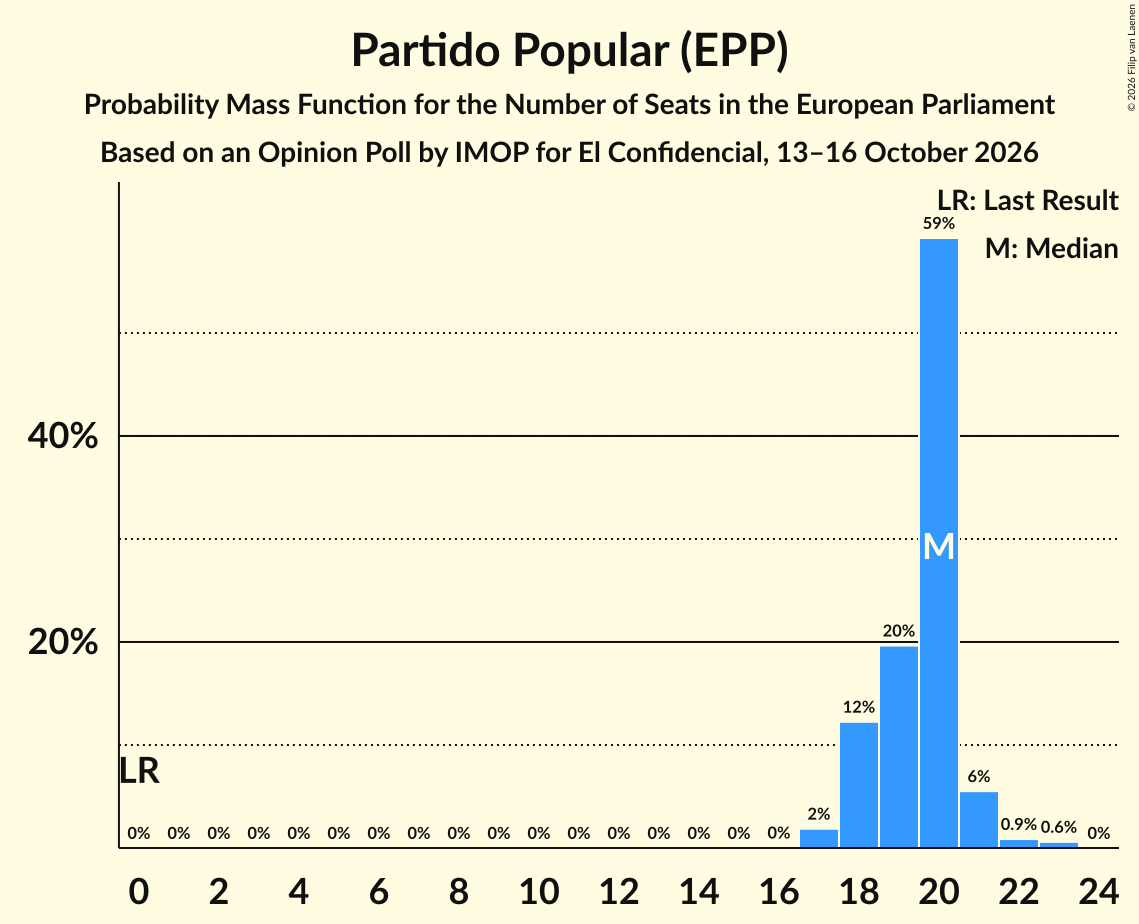 Partido Popular (EPP)
Probability Mass Function for the Number of Seats in the European Parliament
Based on an Opinion Poll by IMOP for El Confidencial, 13–16 October 2026
© 2026 Filip van Laenen
LR: Last Result
M: Median
59%
40%
M
20%
20%
12%
LR
6%
2%
0.9% 0.6%
0% 0% 0% 0% 0% 0% 0% 0% 0% 0% 0% 0% 0% 0% 0% 0% 0% 0%
0 2 4 6 8 10 12 14 16 18 20 22 24